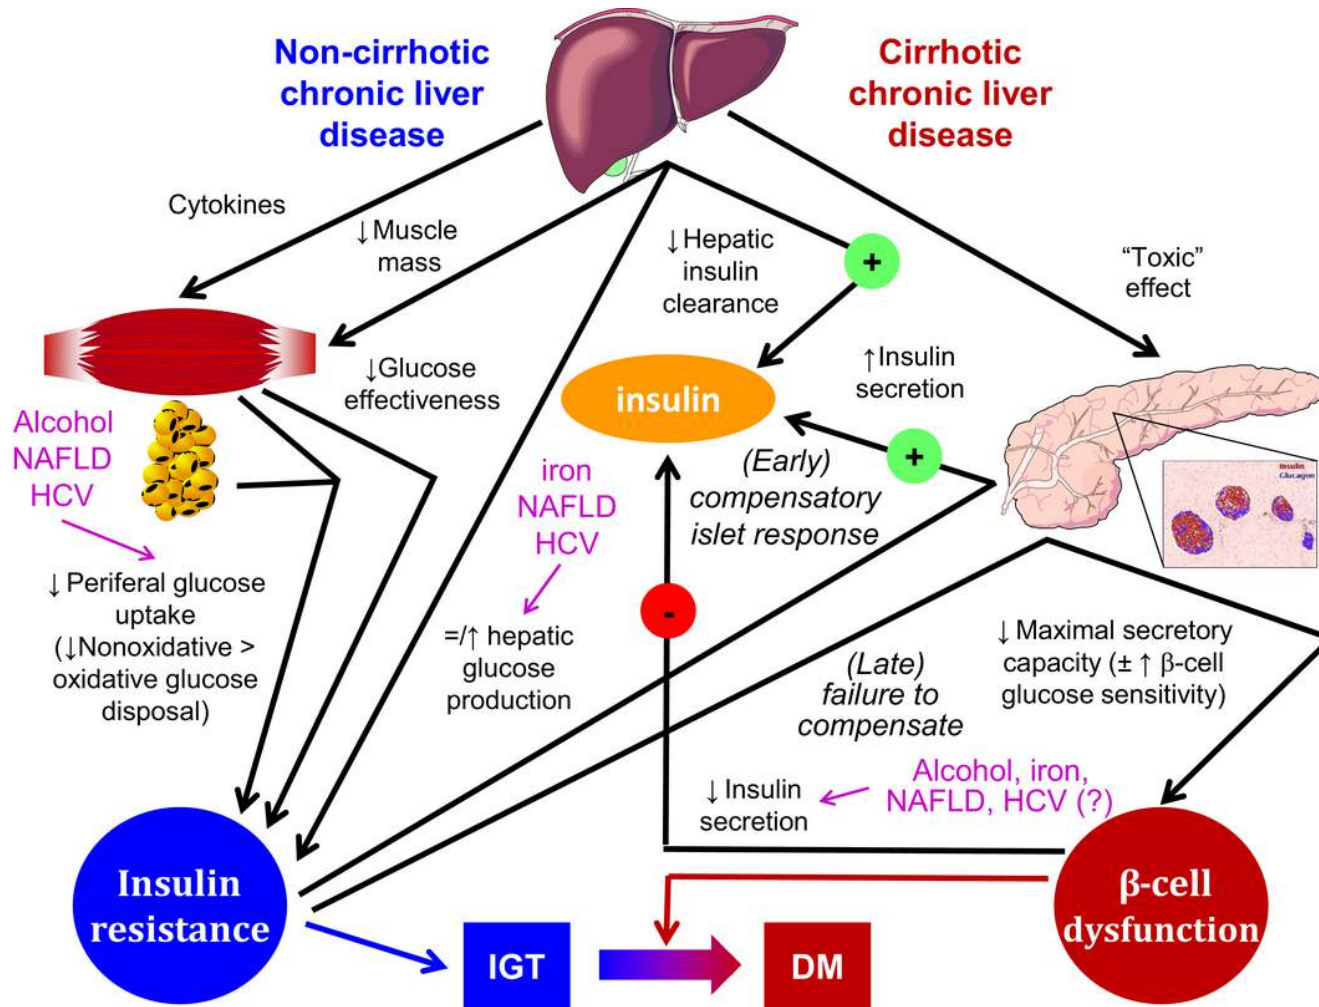 Non-cirrhotic
chronic liver
disease
Cirrhotic
chronic liver
disease
Cytokines
↓Muscle
mass
↓Hepatic
insulin
clearance
+
“Toxic”
effect
↓Glucose
effectiveness
insulin
↑Insulin
secretion
+
Alcohol
NAFLD
HCV
iron
NAFLD
HCV
(Early)
compensatory
islet response
Insulin
Glucagon
↓ Periferal glucose
uptake
(↓Nonoxidative >
oxidative glucose
disposal)
=/↑ hepatic
glucose
production
-
(Late)
failure to
compensate
↓ Maximal secretory
capacity (± ↑ β-cell
glucose sensitivity)
↓ Insulin
secretion
Alcohol, iron,
NAFLD, HCV (?)
Insulin
resistance
IGT
DM
β-cell
dysfunction